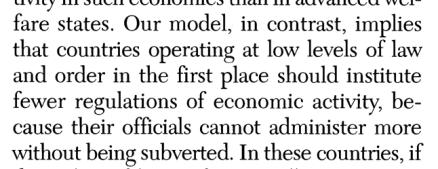 tivity in such economies than in advanced wel-
fare states. Our model, in contrast, implies
that countries operating at low levels of law
and order in the first place should institute
fewer regulations of economic activity, be-
cause their officials cannot administer more
without being subverted. In these countries, if